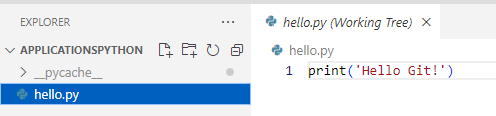 EXPLORER
APPLICATIONSPYTHON
__pycache__
hello.py
hello.py (Working Tree)
hello.py
1 print('Hello Git!')